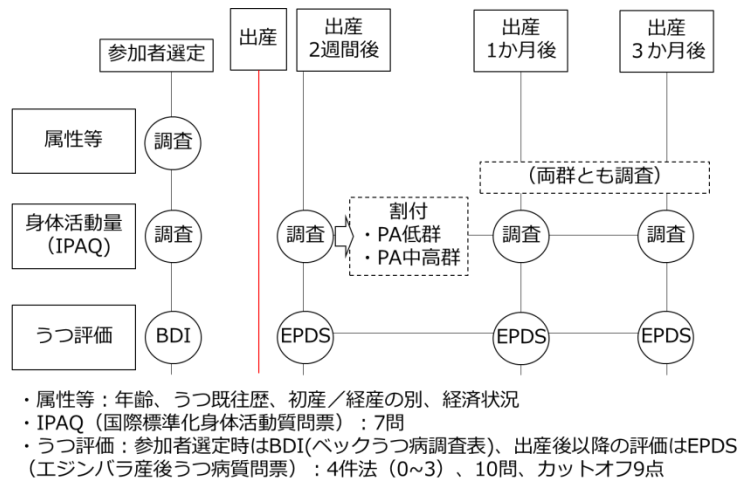 参加者選定
出産
出産
2週間後
出産
1か月後
出産
３か月後
属性等
調査
（両群とも調査）
身体活動量
（IPAQ)
調査
調査
割付
・PA低群
・PA中高群
調査
調査
うつ評価
BDI
EPDS
EPDS
EPDS
・属性等：年齢、うつ既往歴、初産／経産の別、経済状況
・IPAQ（国際標準化身体活動質問票）：7問
・うつ評価：参加者選定時はBDI(ベックうつ病調査表)、出産後以降の評価はEPDS
（エジンバラ産後うつ病質問票）：4件法（0~3）、10問、カットオフ9点